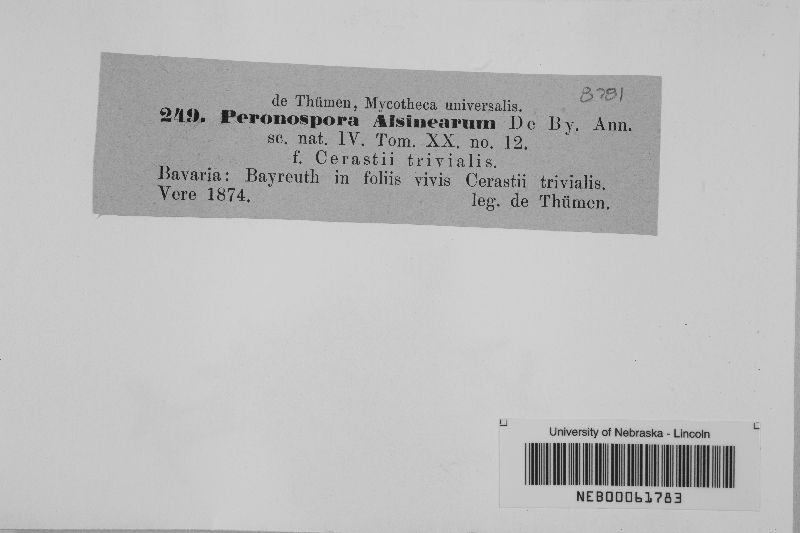 8781
de Thümen, Mycotheca universalis.
249. Peronospora Alsinearum De By. Ann.
sc. nat. IV. Tom. XX. no. 12.
f. Cerastii trivialis.
Bavaria: Bayreuth in foliis vivis Cerastii trivialis.
Vere 1874. leg. de Thümen.
University of Nebraska - Lincoln
NEB00061783